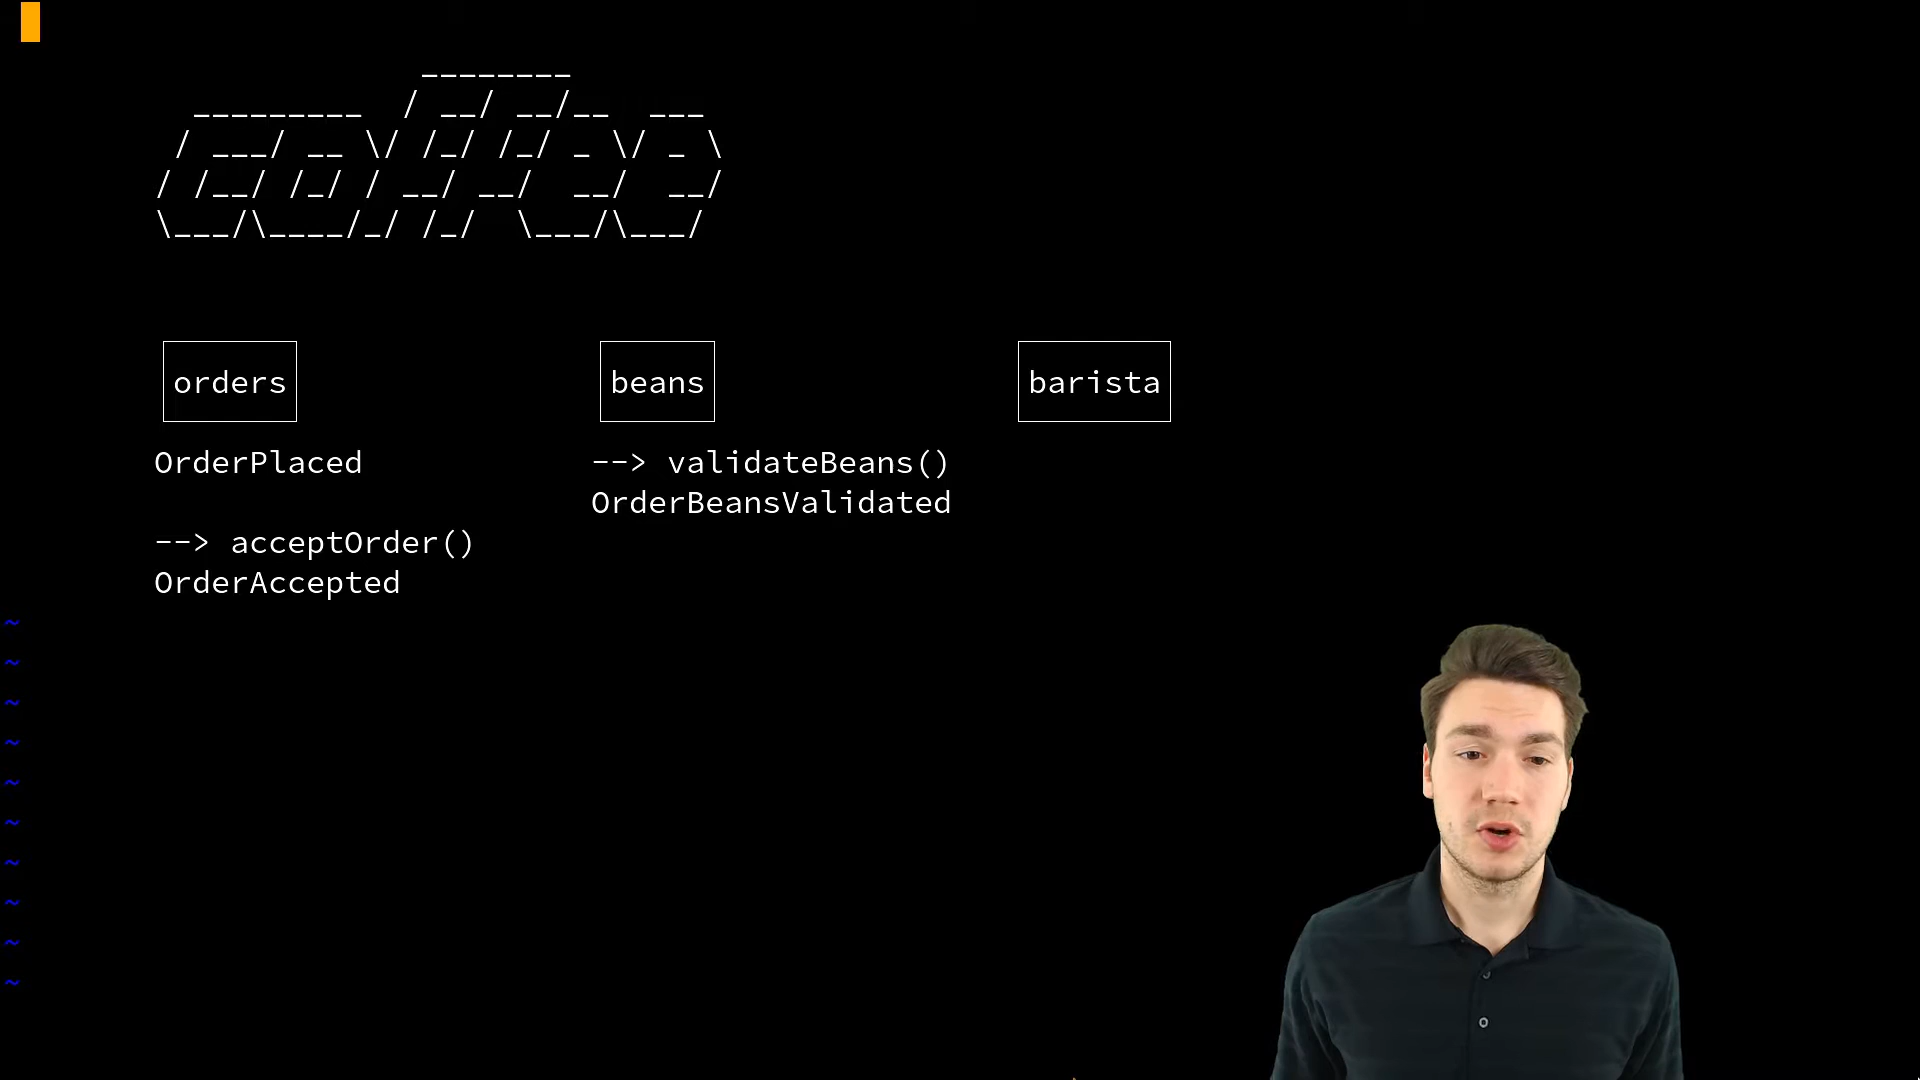 coffee
orders beans barista
OrderPlaced --> validateBeans()
OrderBeansValidated
--> acceptOrder()
OrderAccepted
~
~
~
~
~
~
~
~
~
~